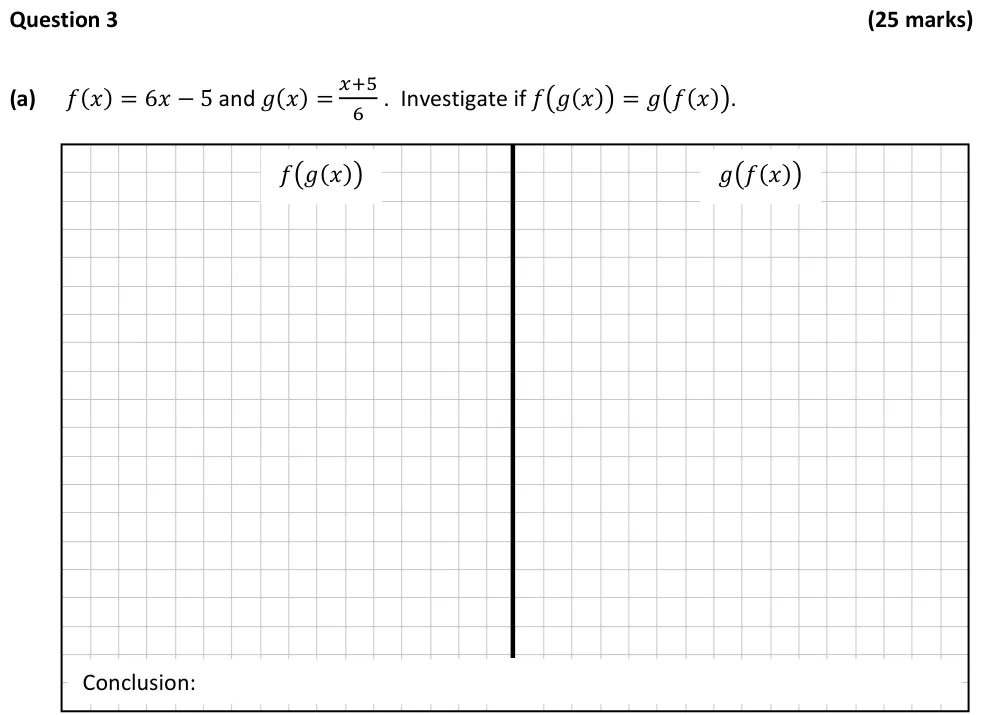 Question 3 (25 marks)
(a) f(x) = 6x − 5 and g(x) = x+5/6 . Investigate if f(g(x)) = g(f(x)).
f(g(x)) g(f(x))
Conclusion: